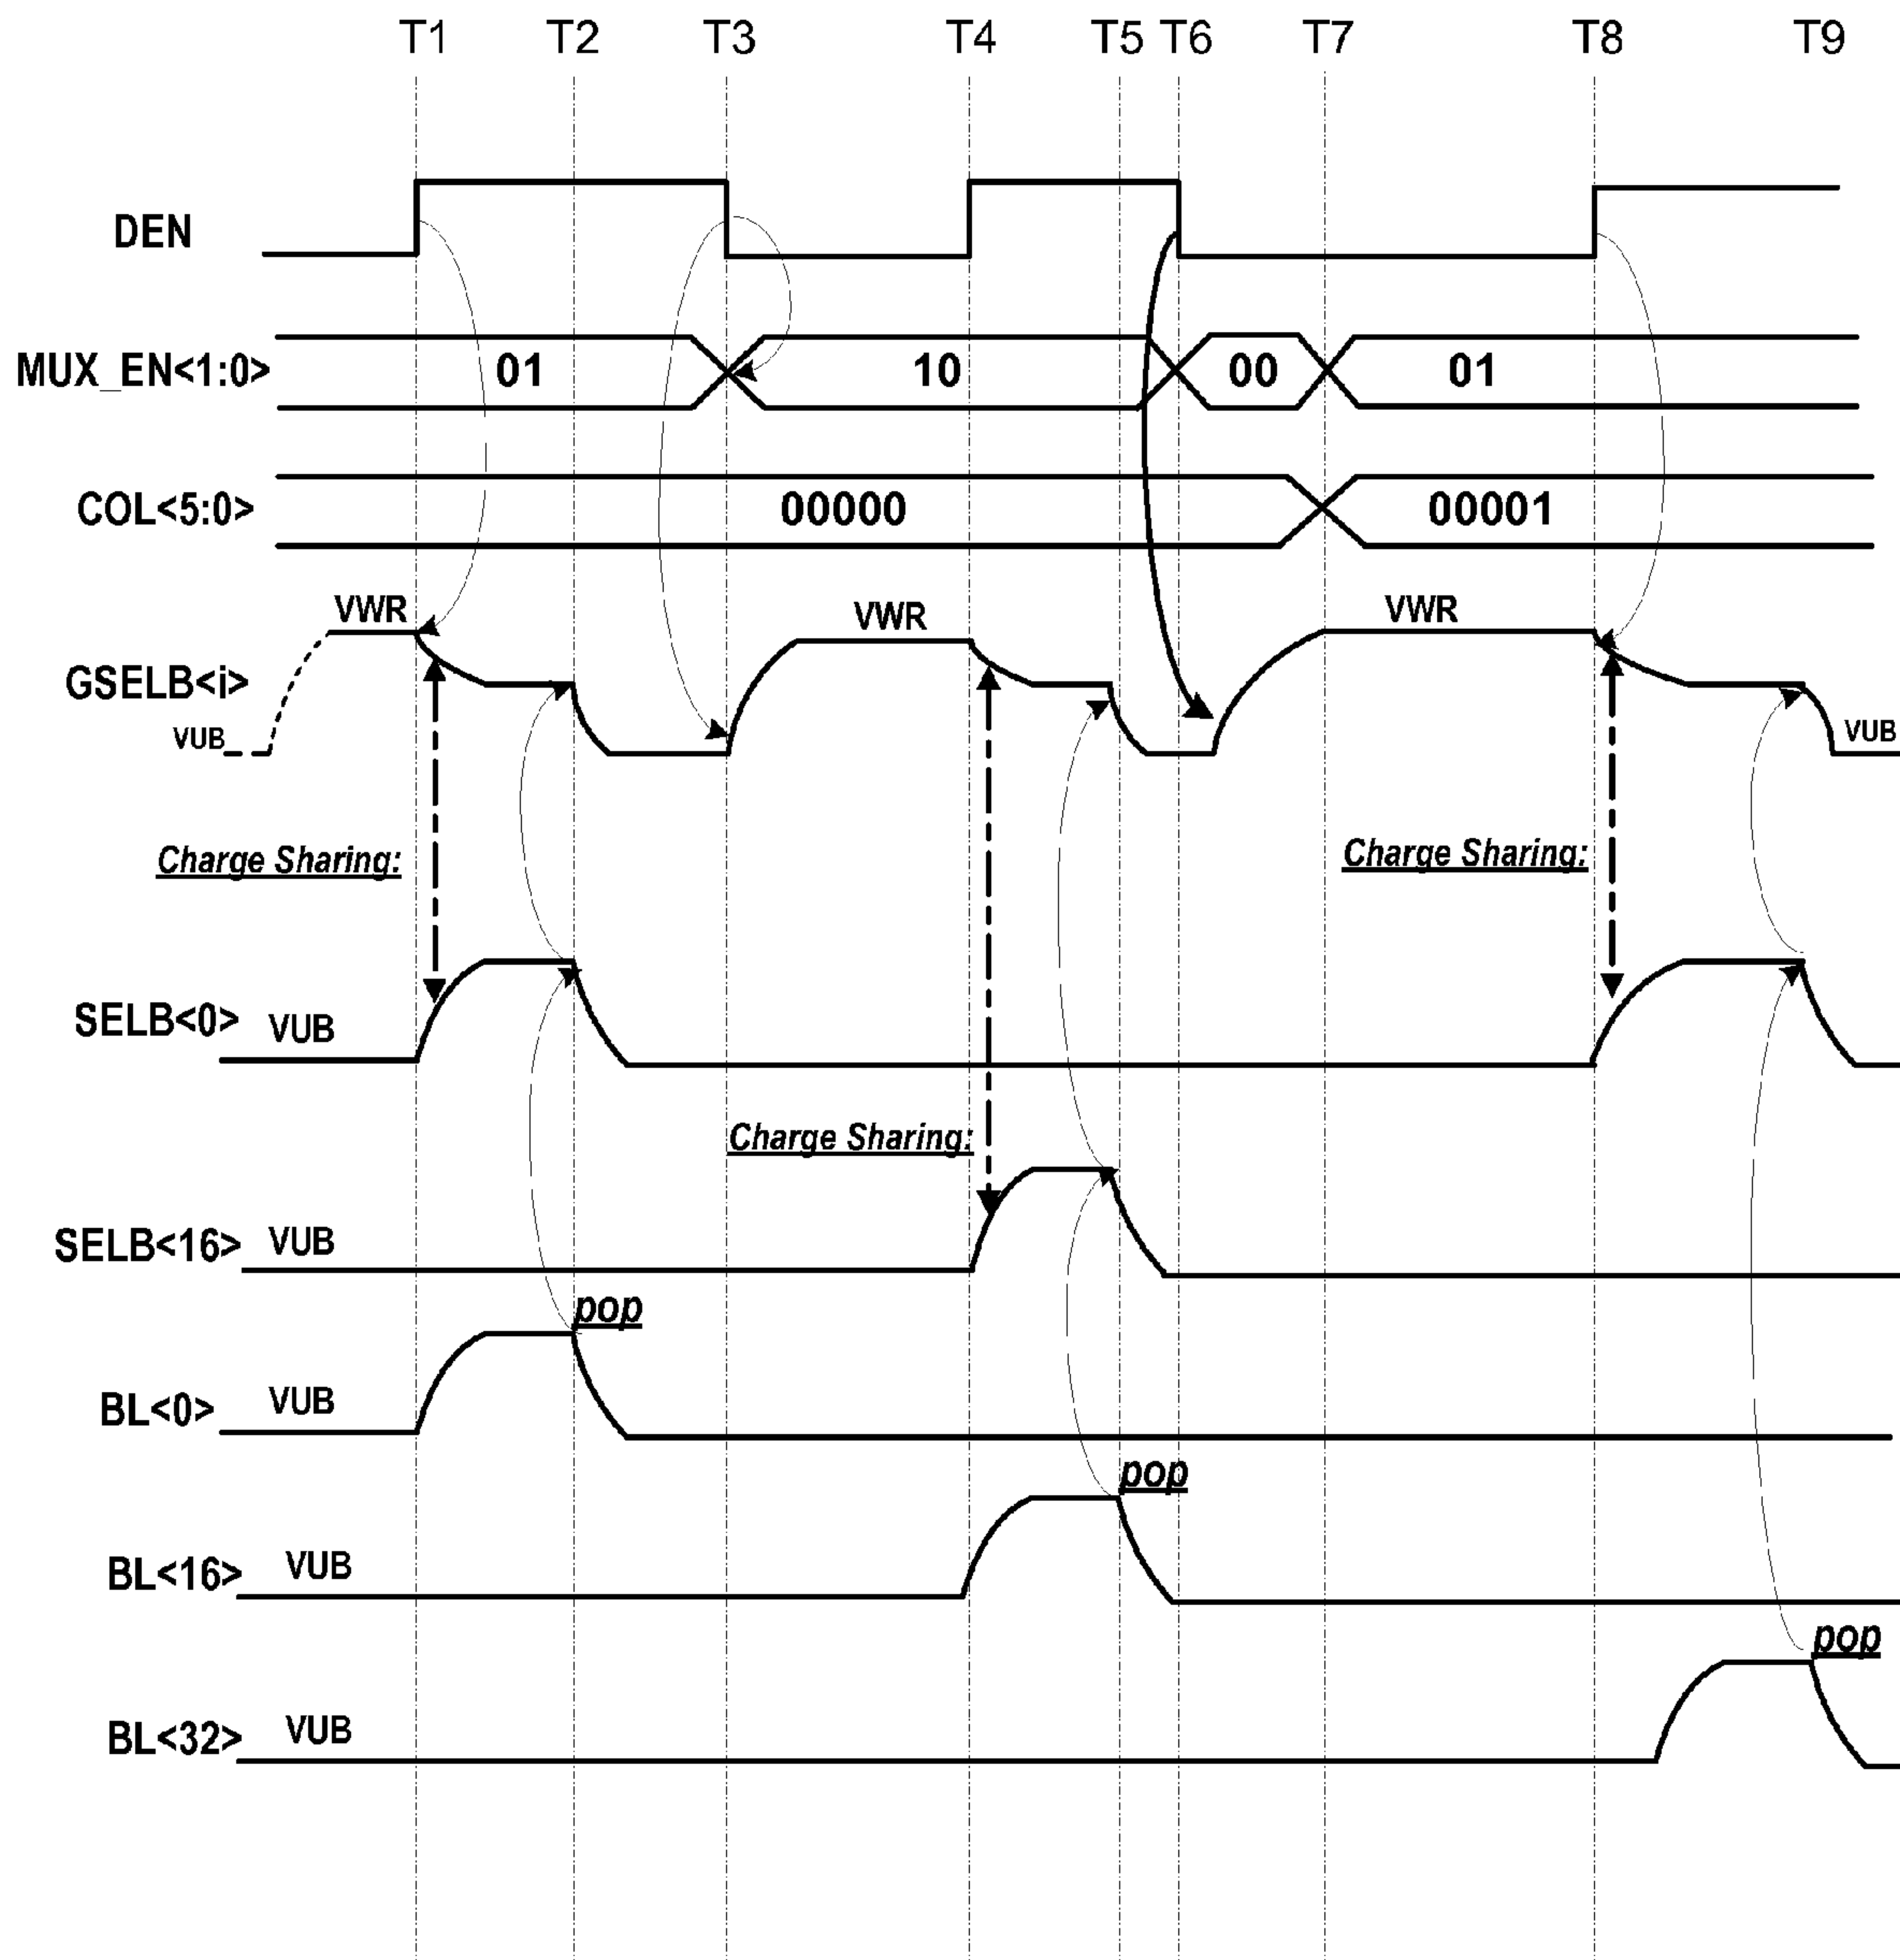 T1 T2 T3 T4 T5 T6 T7 T8 T9
DEN
MUX_EN<1:0> 01 10 00 01
COL<5:0> 00000 00001
VWR VWR VWR
GSELB<i>
VUB VUB
Charge Sharing: Charge Sharing:
SELB<0> VUB
Charge Sharing:
SELB<16> VUB
pop
BL<0> VUB
pop
BL<16> VUB
pop
BL<32> VUB